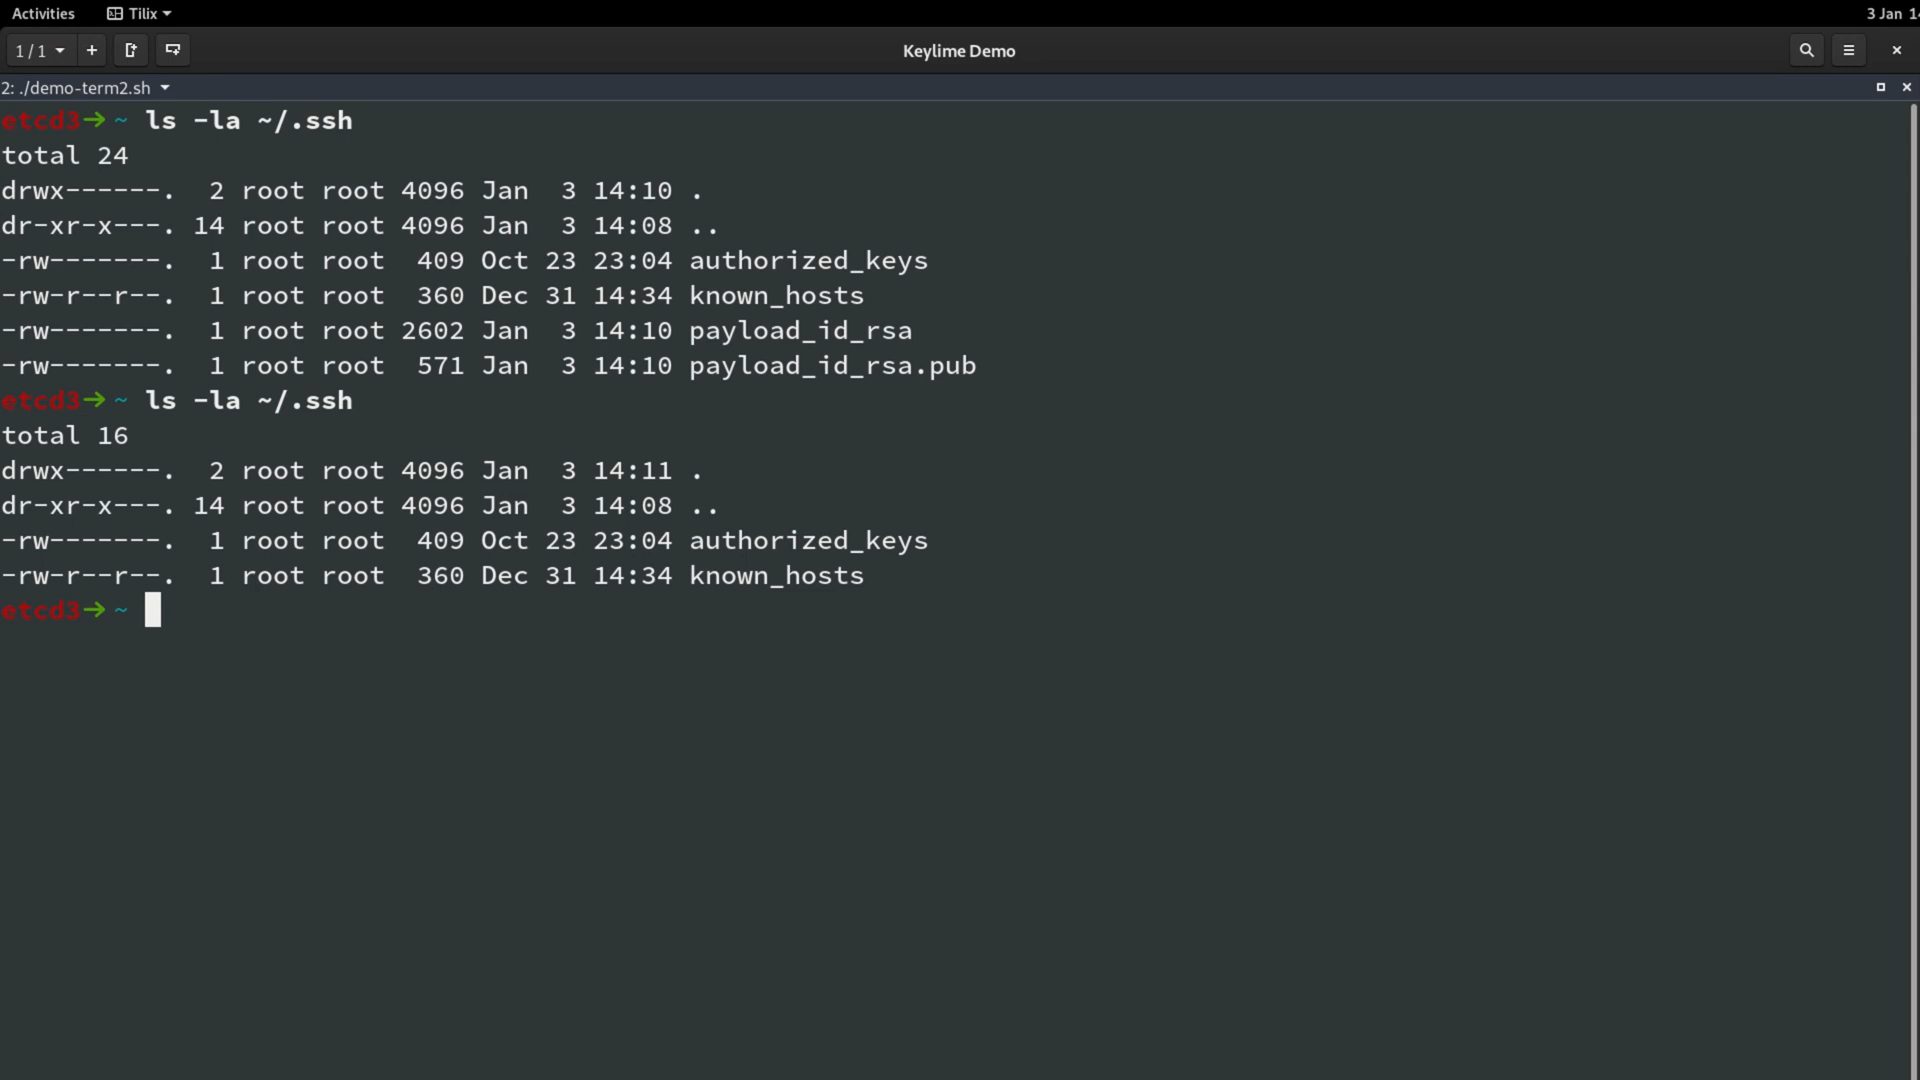 Activities Tilix 3 Jan 14
1 / 1 + Keylime Demo
2: ./demo-term2.sh
etcd3→ ~ ls -la ~/.ssh
total 24
drwx------. 2 root root 4096 Jan 3 14:10 .
dr-xr-x---. 14 root root 4096 Jan 3 14:08 ..
-rw-------. 1 root root 409 Oct 23 23:04 authorized_keys
-rw-r--r--. 1 root root 360 Dec 31 14:34 known_hosts
-rw-------. 1 root root 2602 Jan 3 14:10 payload_id_rsa
-rw-------. 1 root root 571 Jan 3 14:10 payload_id_rsa.pub
etcd3→ ~ ls -la ~/.ssh
total 16
drwx------. 2 root root 4096 Jan 3 14:11 .
dr-xr-x---. 14 root root 4096 Jan 3 14:08 ..
-rw-------. 1 root root 409 Oct 23 23:04 authorized_keys
-rw-r--r--. 1 root root 360 Dec 31 14:34 known_hosts
etcd3→ ~